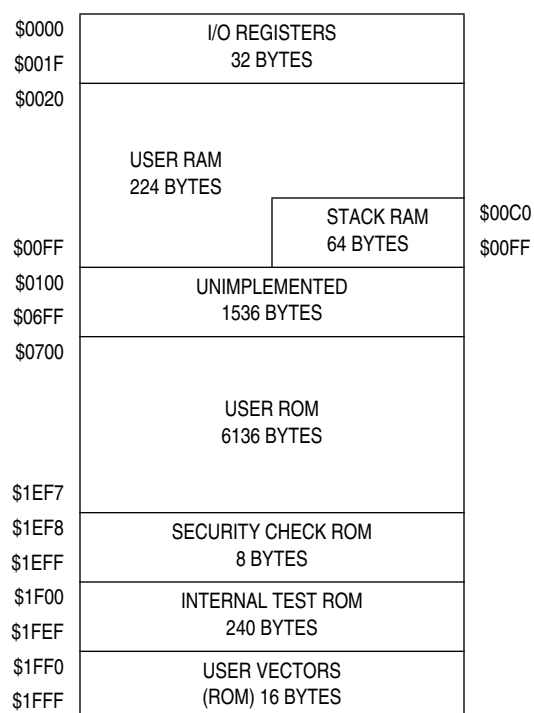 $0000
I/O REGISTERS
32 BYTES
$001F
$0020
USER RAM
224 BYTES
STACK RAM
64 BYTES
$00C0
$00FF
$00FF
$0100
UNIMPLEMENTED
1536 BYTES
$06FF
$0700
USER ROM
6136 BYTES
$1EF7
$1EF8
SECURITY CHECK ROM
8 BYTES
$1EFF
$1F00
INTERNAL TEST ROM
240 BYTES
$1FEF
$1FF0
USER VECTORS
(ROM) 16 BYTES
$1FFF